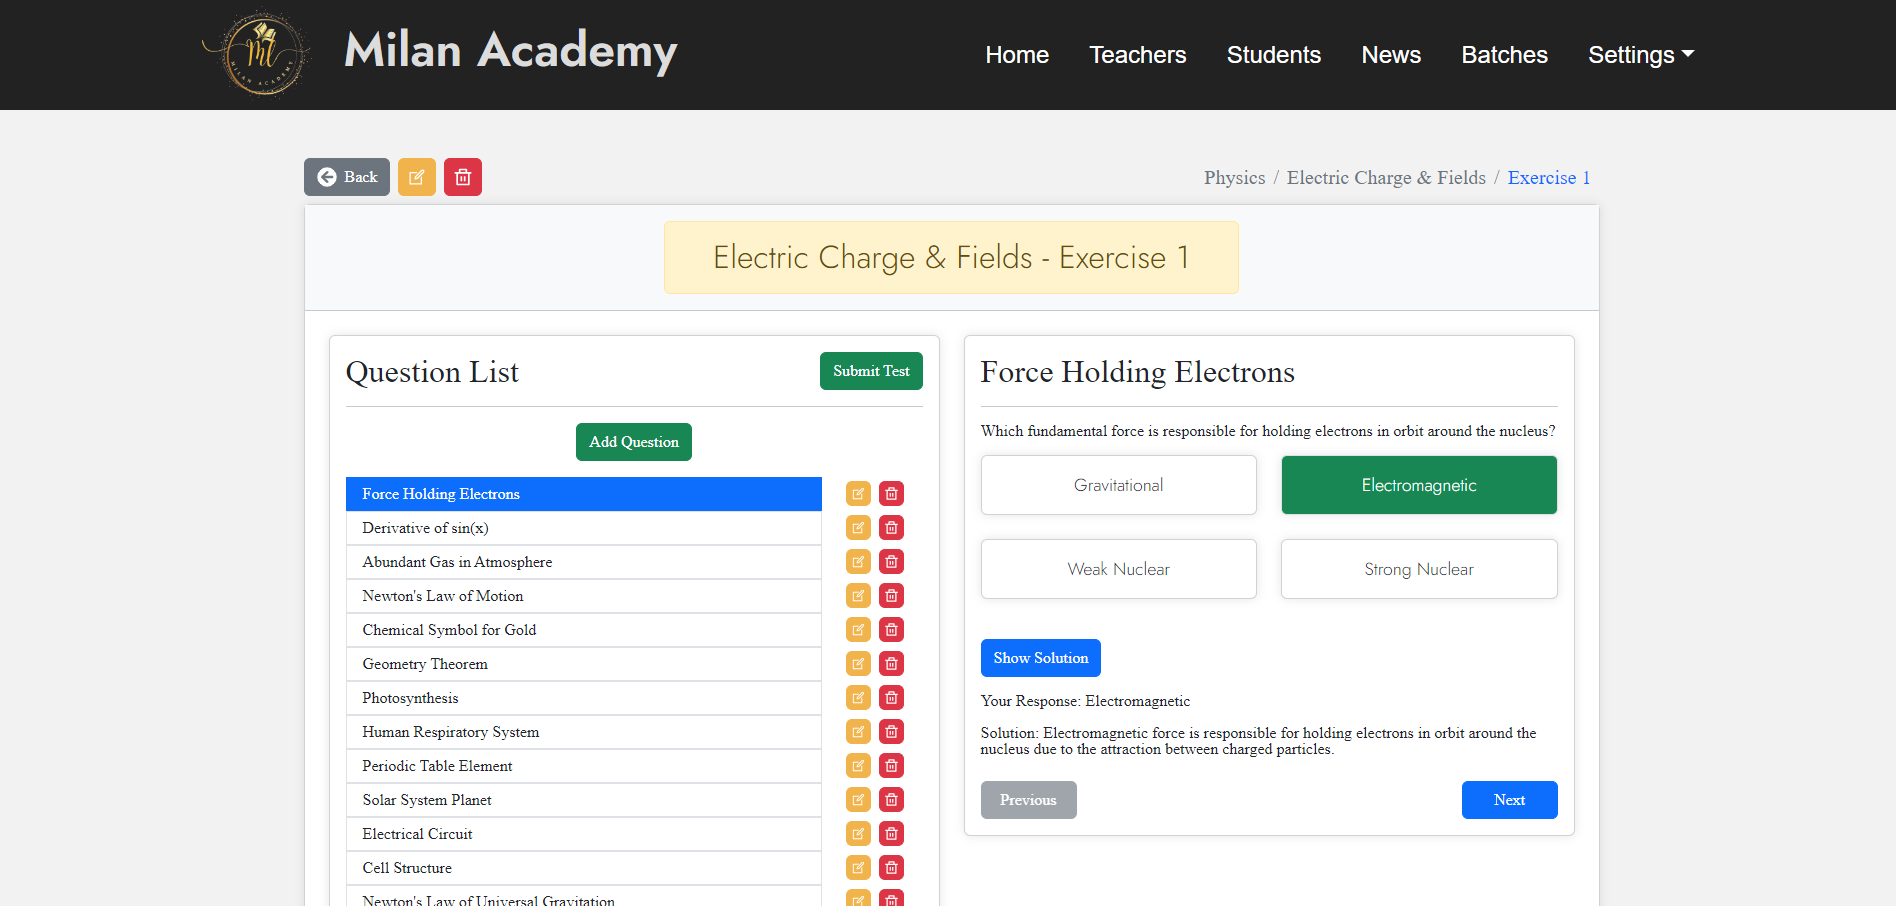 Milan Academy
Home
Teachers
Students
News
Batches
Settings
MILAN ACADEMY
Back
Physics / Electric Charge & Fields / Exercise 1
Electric Charge & Fields - Exercise 1
Question List
Submit Test
Add Question
Force Holding Electrons
Derivative of sin(x)
Abundant Gas in Atmosphere
Newton's Law of Motion
Chemical Symbol for Gold
Geometry Theorem
Photosynthesis
Human Respiratory System
Periodic Table Element
Solar System Planet
Electrical Circuit
Cell Structure
Newton's Law of Universal Gravitation
Force Holding Electrons
Which fundamental force is responsible for holding electrons in orbit around the nucleus?
Gravitational
Electromagnetic
Weak Nuclear
Strong Nuclear
Show Solution
Your Response: Electromagnetic
Solution: Electromagnetic force is responsible for holding electrons in orbit around the
nucleus due to the attraction between charged particles.
Previous
Next